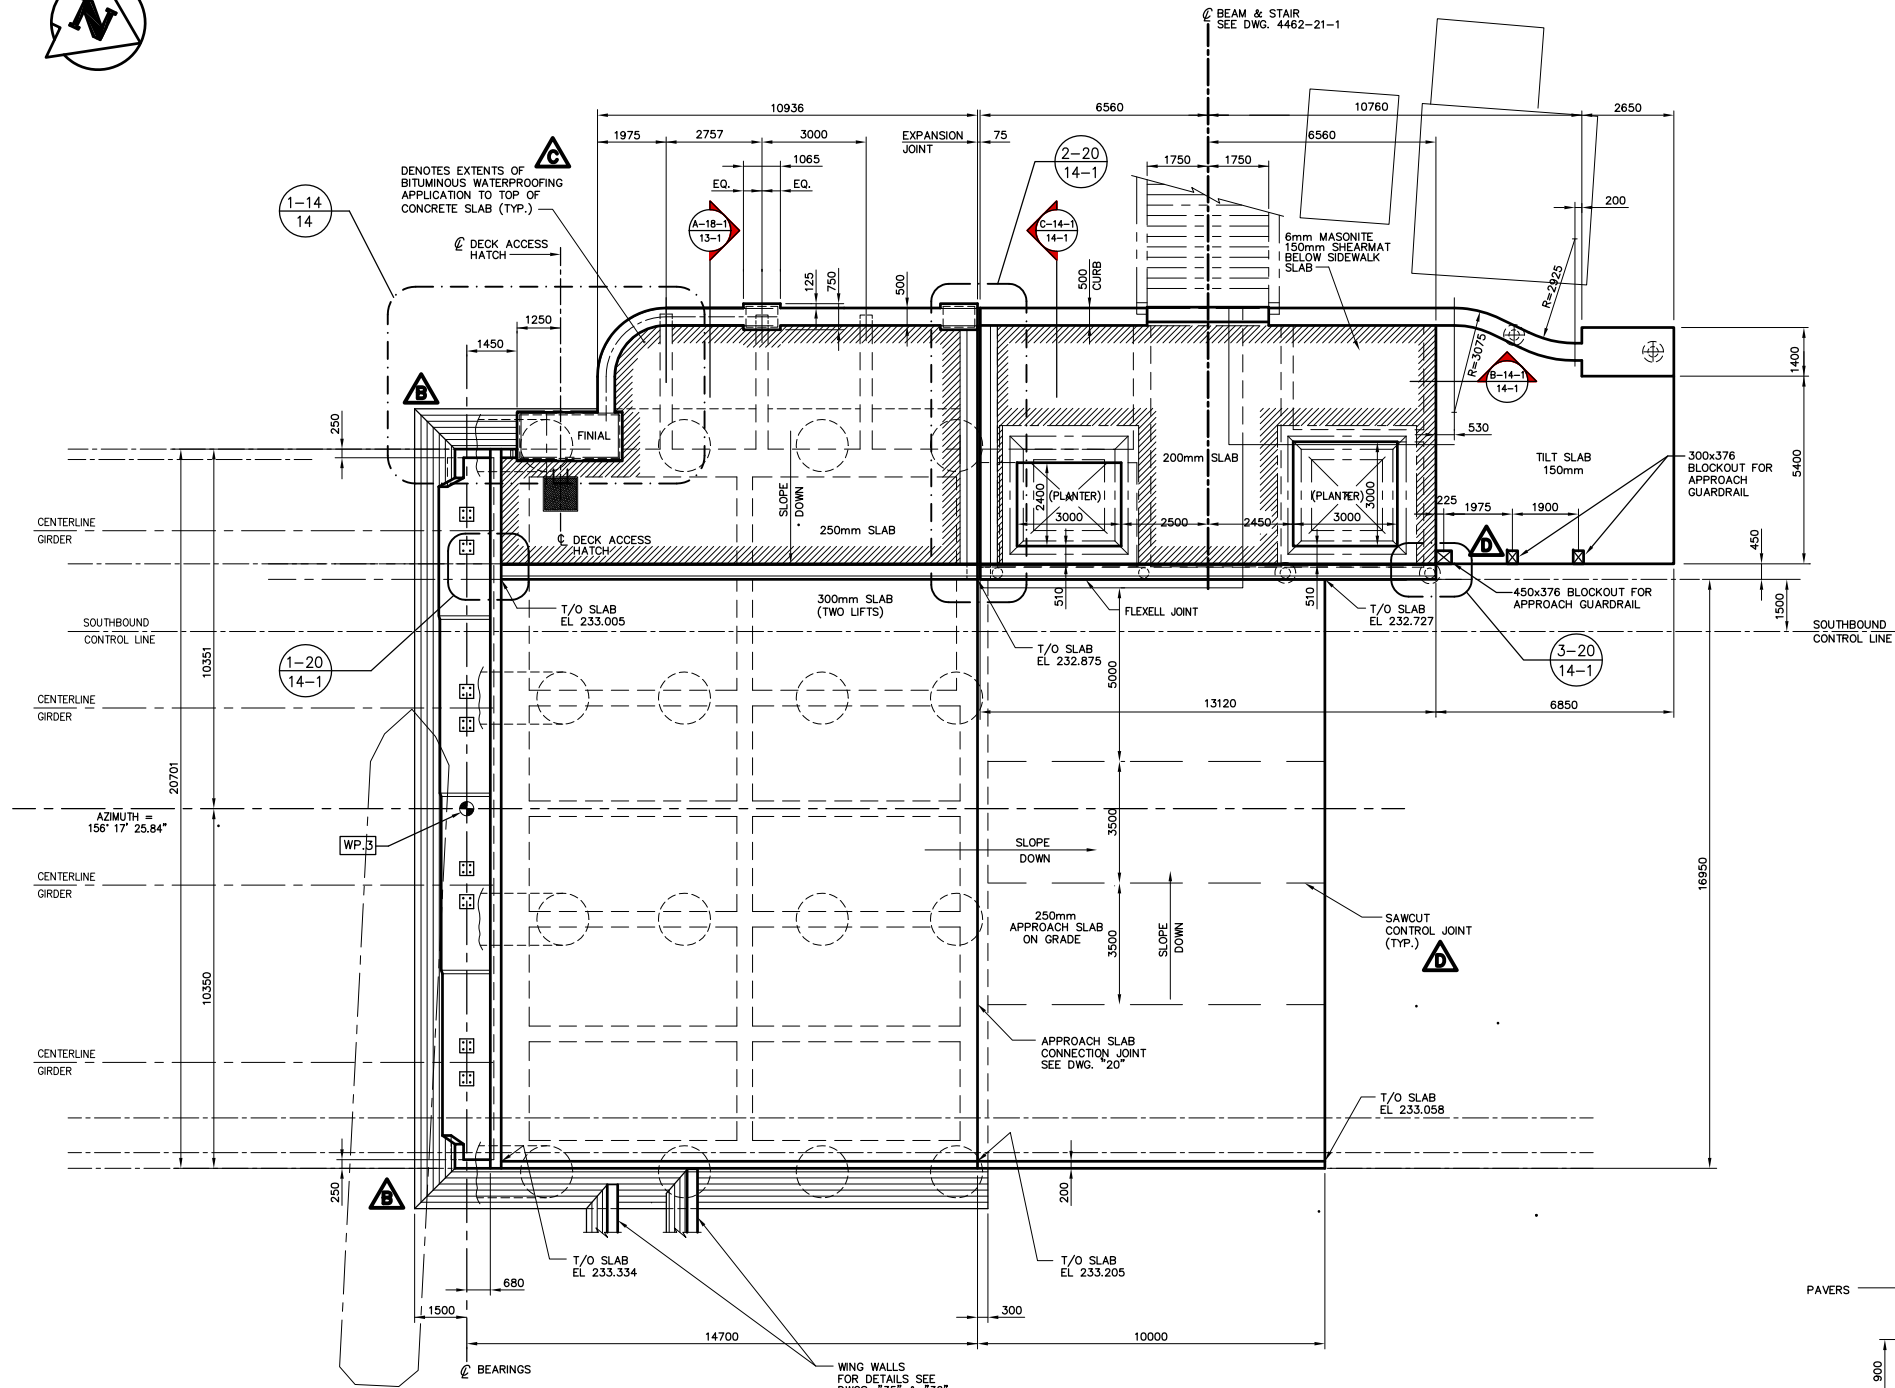 N
℄ BEAM & STAIR
SEE DWG. 4462-21-1
10936
6560
10760
2650
1975
2757
3000
EXPANSION
JOINT
75
6560
1065
EQ.
EQ.
1750
1750
200
C
DENOTES EXTENTS OF
BITUMINOUS WATERPROOFING
APPLICATION TO TOP OF
CONCRETE SLAB (TYP.)
1-14
14
2-20
14-1
A-18-1
13-1
C-14-1
14-1
℄ DECK ACCESS
HATCH
6mm MASONITE
150mm SHEARMAT
BELOW SIDEWALK
SLAB
125
750
500
500
CURB
R=2925
R=3075
1250
1450
B-14-1
14-1
1400
B
250
FINIAL
530
200mm SLAB
TILT SLAB
150mm
300x376
BLOCKOUT FOR
APPROACH
GUARDRAIL
5400
(PLANTER)
2400
3000
2500
2450
(PLANTER)
3000
3000
225
1975
1900
SLOPE
DOWN
250mm SLAB
CENTERLINE
GIRDER
℄ DECK ACCESS
HATCH
D
450
510
510
300mm SLAB
(TWO LIFTS)
FLEXELL JOINT
450x376 BLOCKOUT FOR
APPROACH GUARDRAIL
1500
T/O SLAB
EL 233.005
T/O SLAB
EL 232.727
SOUTHBOUND
CONTROL LINE
SOUTHBOUND
CONTROL LINE
T/O SLAB
EL 232.875
1-20
14-1
3-20
14-1
10351
5000
CENTERLINE
GIRDER
13120
6850
20701
AZIMUTH =
156° 17' 25.84"
WP.3
3500
SLOPE
DOWN
CENTERLINE
GIRDER
16950
250mm
APPROACH SLAB
ON GRADE
3500
SLOPE
DOWN
SAWCUT
CONTROL JOINT
(TYP.)
D
10350
APPROACH SLAB
CONNECTION JOINT
SEE DWG. "20"
CENTERLINE
GIRDER
T/O SLAB
EL 233.058
250
B
200
T/O SLAB
EL 233.334
T/O SLAB
EL 233.205
680
PAVERS
1500
300
14700
10000
℄ BEARINGS
WING WALLS
FOR DETAILS SEE
900